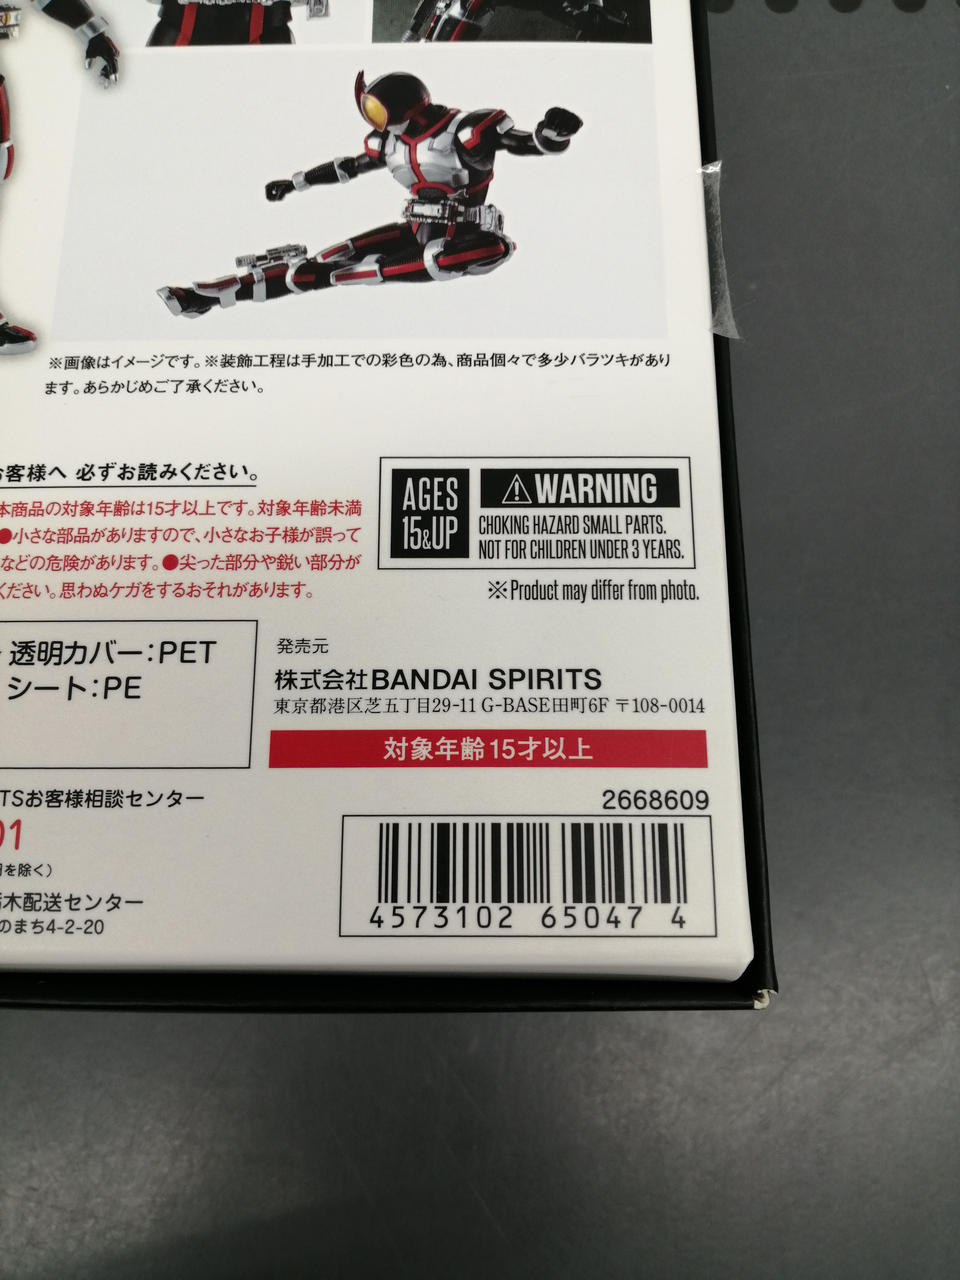 ※画像はイメージです。※装飾工程は手加工での彩色の為、商品個々で多少バラツキがあり
ます。あらかじめご了承ください。
お客様へ 必ずお読みください。
本商品の対象年齢は15才以上です。対象年齢未満
●小さな部品がありますので、小さなお子様が誤って
などの危険があります。●尖った部分や鋭い部分が
ください。思わぬケガをするおそれがあります。
AGES
15&UP
⚠WARNING
CHOKING HAZARD SMALL PARTS.
NOT FOR CHILDREN UNDER 3 YEARS.
※Product may differ from photo.
透明カバー:PET
シート:PE
発売元
株式会社BANDAI SPIRITS
東京都港区芝五丁目29-11 G-BASE田町6F 〒108-0014
対象年齢15才以上
TSお客様相談センター
01
を除く)
木配送センター
のまち4-2-20
2668609
4573102 65047 4